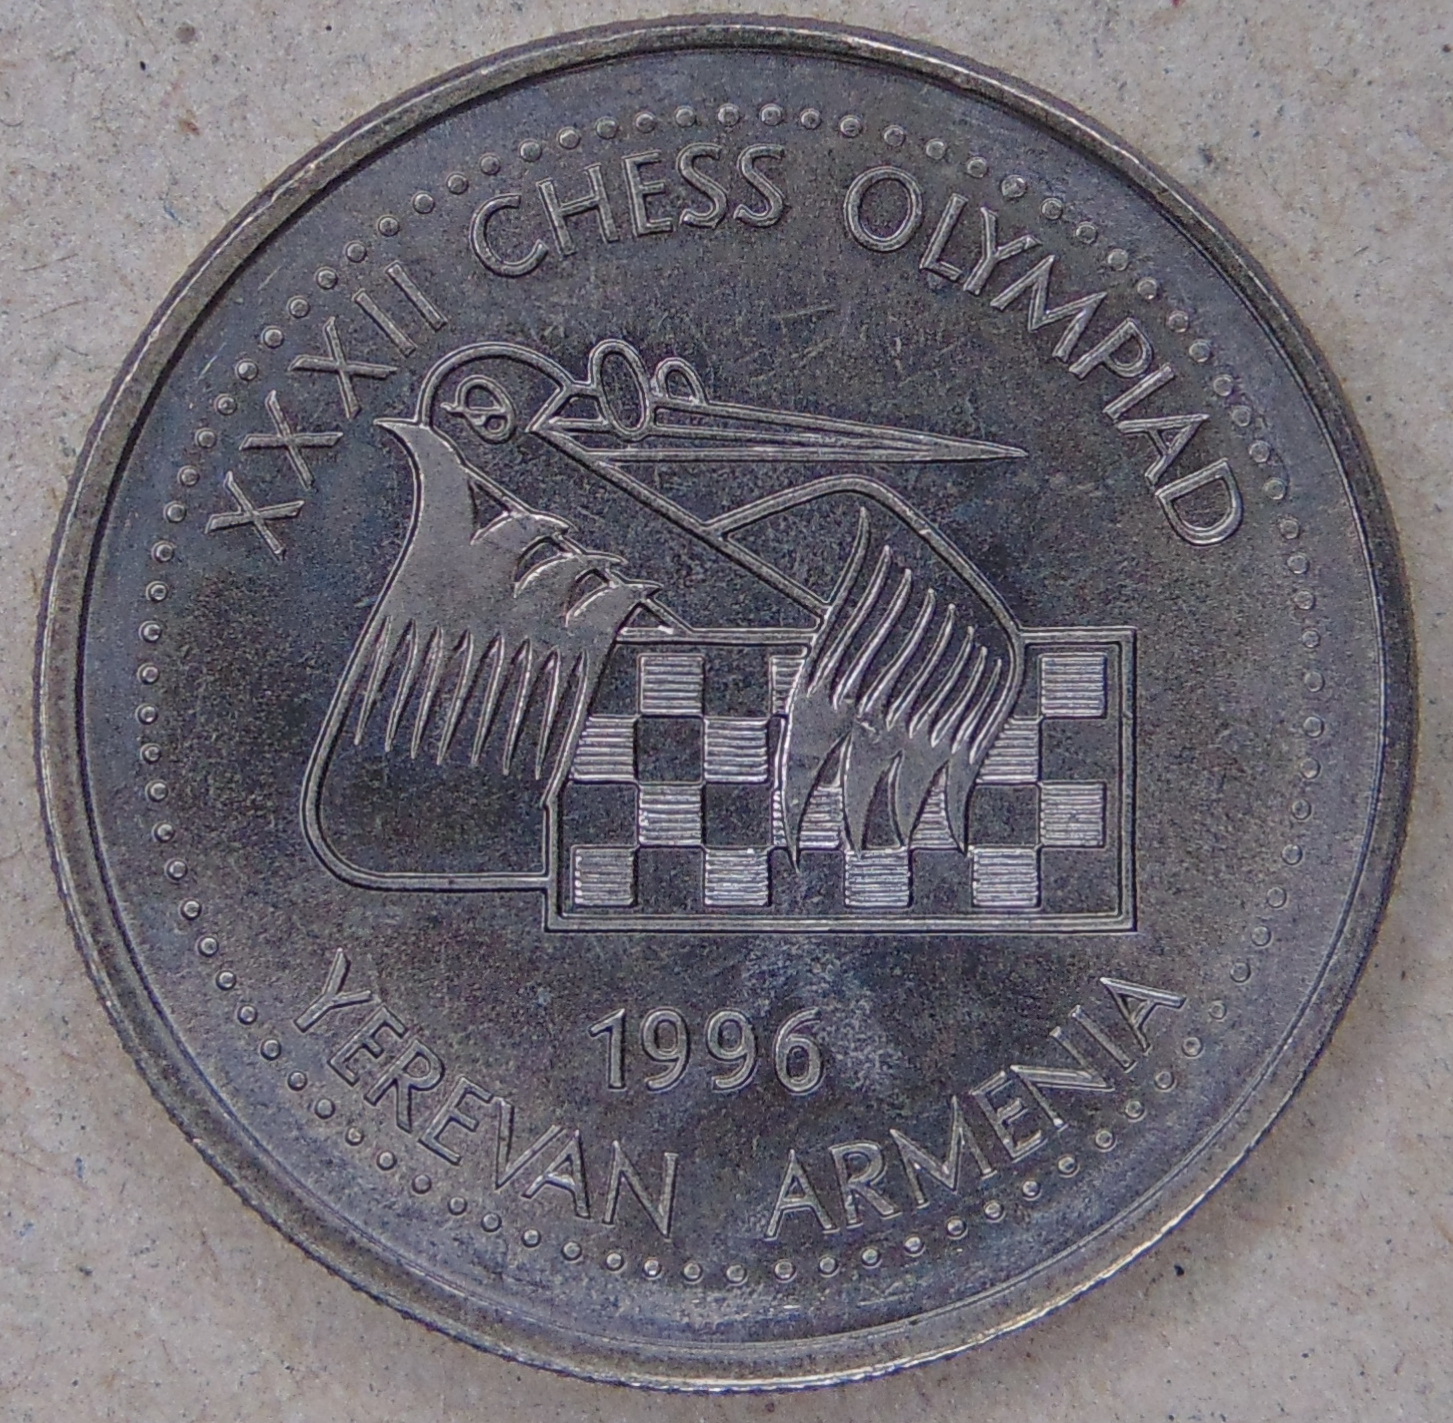 XXXII CHESS OLYMPIAD
1996
YEREVAN ARMENIA